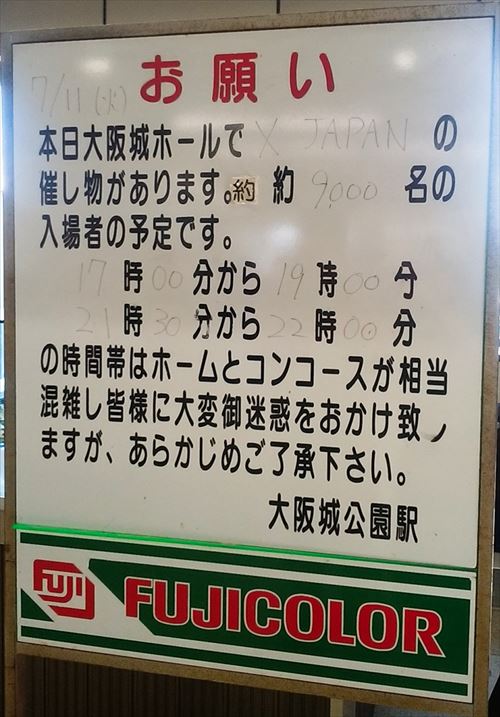 お願い
7/11(火)
本日大阪城ホールで X JAPAN の
催し物があります。約 約 9,000 名の
入場者の予定です。
17 時 00 分から 19 時 00 分
21 時 30 分から 22 時 00 分
の時間帯はホームとコンコースが相当
混雑し皆様に大変御迷惑をおかけ致ノ
ますが、あらかじめご了承下さい。
大阪城公園駅
FUJI FUJICOLOR